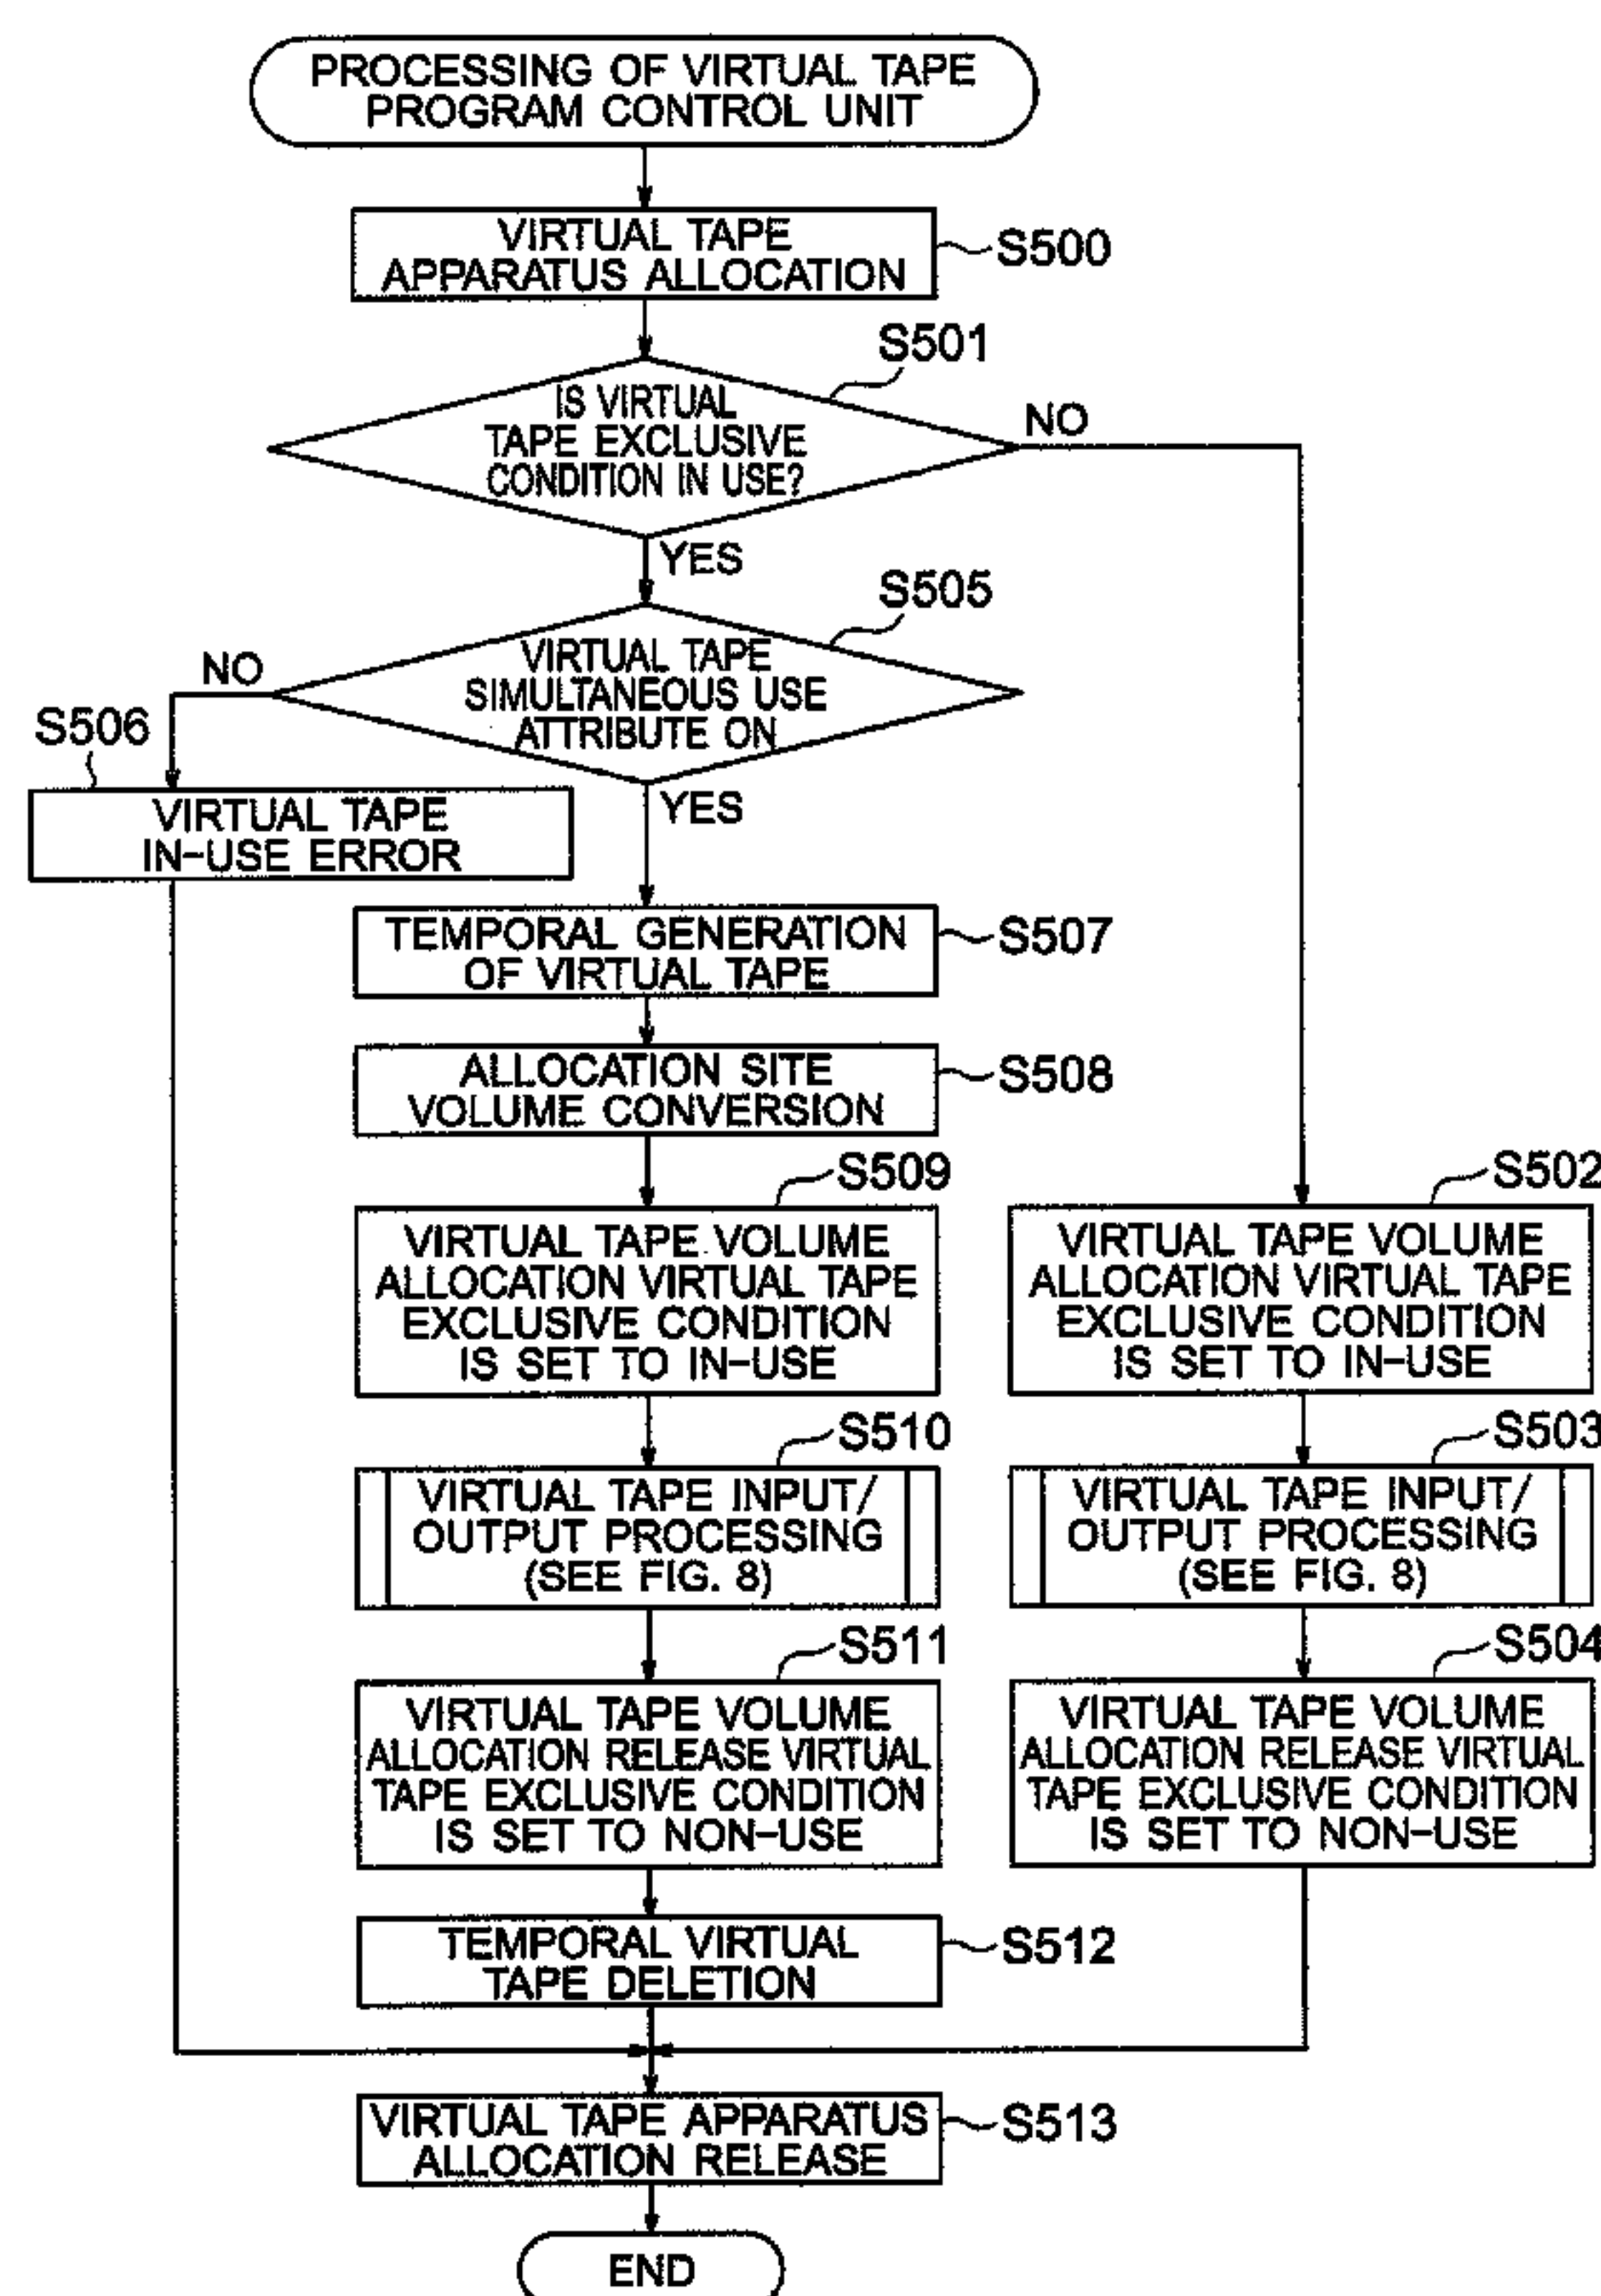 PROCESSING OF VIRTUAL TAPE
PROGRAM CONTROL UNIT
VIRTUAL TAPE
APPARATUS ALLOCATION
S500
S501
IS VIRTUAL
TAPE EXCLUSIVE
CONDITION IN USE?
NO
YES
S505
VIRTUAL TAPE
SIMULTANEOUS USE
ATTRIBUTE ON
NO
S506
VIRTUAL TAPE
IN-USE ERROR
YES
TEMPORAL GENERATION
OF VIRTUAL TAPE
S507
ALLOCATION SITE
VOLUME CONVERSION
S508
S509
VIRTUAL TAPE VOLUME
ALLOCATION VIRTUAL TAPE
EXCLUSIVE CONDITION
IS SET TO IN-USE
S502
VIRTUAL TAPE VOLUME
ALLOCATION VIRTUAL TAPE
EXCLUSIVE CONDITION
IS SET TO IN-USE
S510
VIRTUAL TAPE INPUT/
OUTPUT PROCESSING
(SEE FIG. 8)
S503
VIRTUAL TAPE INPUT/
OUTPUT PROCESSING
(SEE FIG. 8)
S511
VIRTUAL TAPE VOLUME
ALLOCATION RELEASE VIRTUAL
TAPE EXCLUSIVE CONDITION
IS SET TO NON-USE
S504
VIRTUAL TAPE VOLUME
ALLOCATION RELEASE VIRTUAL
TAPE EXCLUSIVE CONDITION
IS SET TO NON-USE
TEMPORAL VIRTUAL
TAPE DELETION
S512
VIRTUAL TAPE APPARATUS
ALLOCATION RELEASE
S513
END